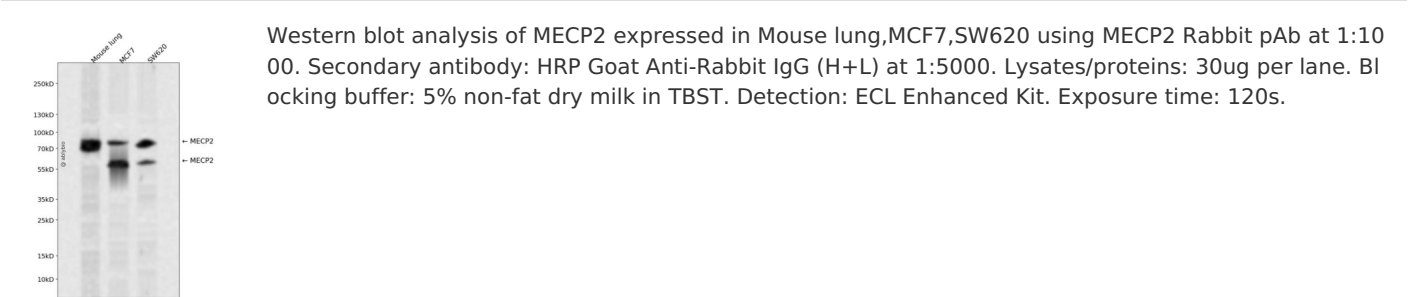 Mouse lung
MCF7
SW620
250kD
130kD
100kD
70kD
55kD
35kD
25kD
15kD
10kD
← MECP2
← MECP2
Western blot analysis of MECP2 expressed in Mouse lung,MCF7,SW620 using MECP2 Rabbit pAb at 1:10
00. Secondary antibody: HRP Goat Anti-Rabbit IgG (H+L) at 1:5000. Lysates/proteins: 30ug per lane. Bl
ocking buffer: 5% non-fat dry milk in TBST. Detection: ECL Enhanced Kit. Exposure time: 120s.